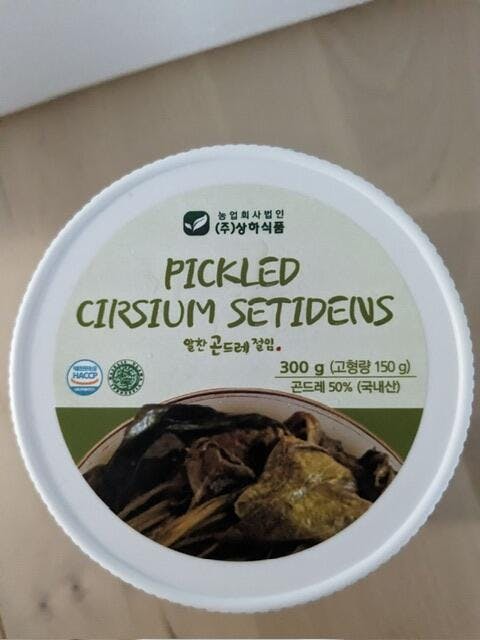 농업회사법인
(주)상하식품
PICKLED
CIRSIUM SETIDENS
알찬 곤드레 절임.
300 g (고형량 150 g)
곤드레 50% (국내산)
HACCP